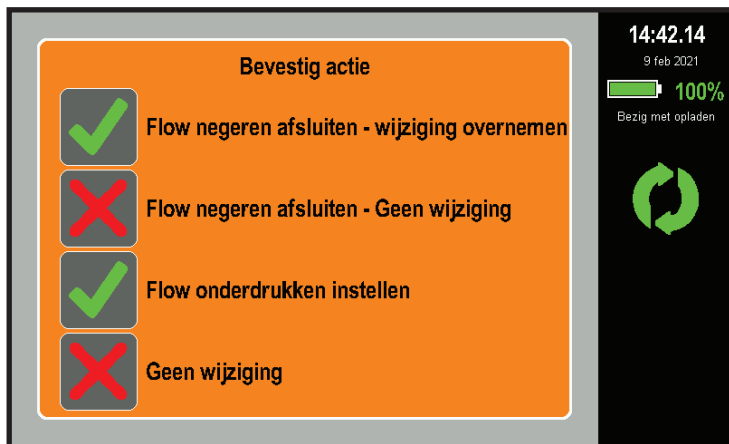 Bevestig actie
Flow negeren afsluiten - wijziging overnemen
Flow negeren afsluiten - Geen wijziging
Flow onderdrukken instellen
Geen wijziging
14:42.14
9 feb 2021
100%
Bezig met opladen